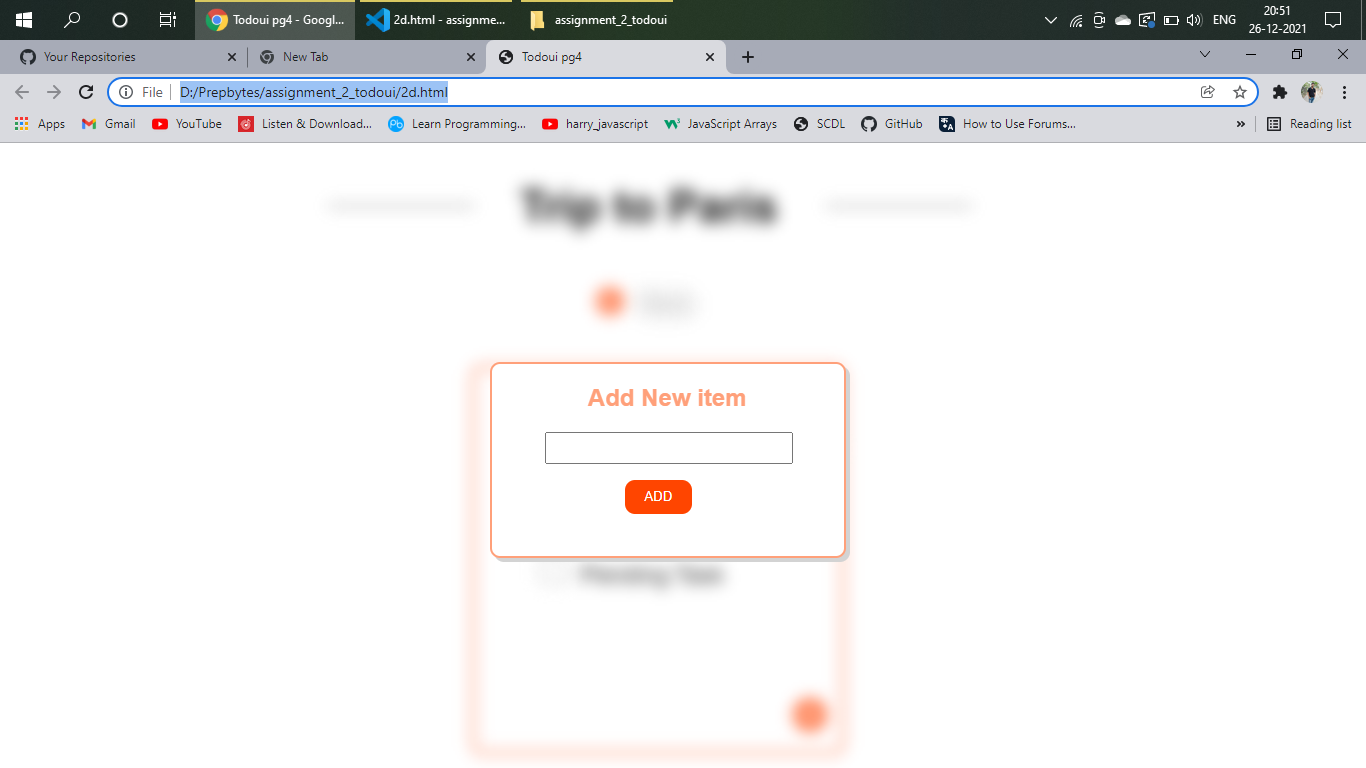 Todoui pg4 - Googl...
2d.html - assignme...
assignment_2_todoui
ENG
20:51
26-12-2021
Your Repositories
New Tab
Todoui pg4
File
D:/Prepbytes/assignment_2_todoui/2d.html
Apps
Gmail
YouTube
Listen & Download...
Pb
Learn Programming...
harry_javascript
JavaScript Arrays
SCDL
GitHub
How to Use Forums...
»
Reading list
Trip to Paris
Add New item
ADD
Pending Task